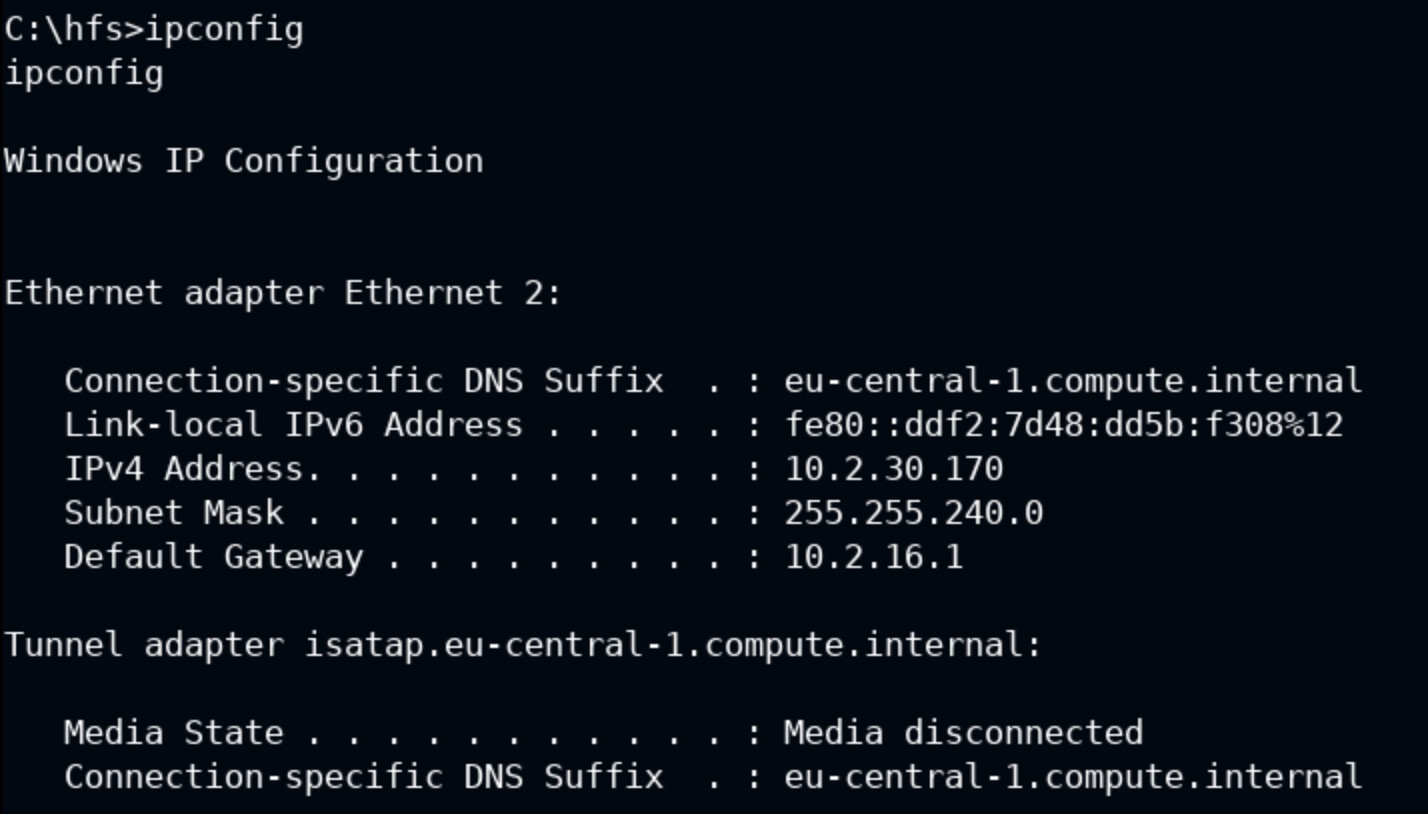 C:\hfs>ipconfig
ipconfig
Windows IP Configuration
Ethernet adapter Ethernet 2:
   Connection-specific DNS Suffix  . : eu-central-1.compute.internal
   Link-local IPv6 Address . . . . . : fe80::ddf2:7d48:dd5b:f308%12
   IPv4 Address. . . . . . . . . . . : 10.2.30.170
   Subnet Mask . . . . . . . . . . . : 255.255.240.0
   Default Gateway . . . . . . . . . : 10.2.16.1
Tunnel adapter isatap.eu-central-1.compute.internal:
   Media State . . . . . . . . . . . : Media disconnected
   Connection-specific DNS Suffix  . : eu-central-1.compute.internal